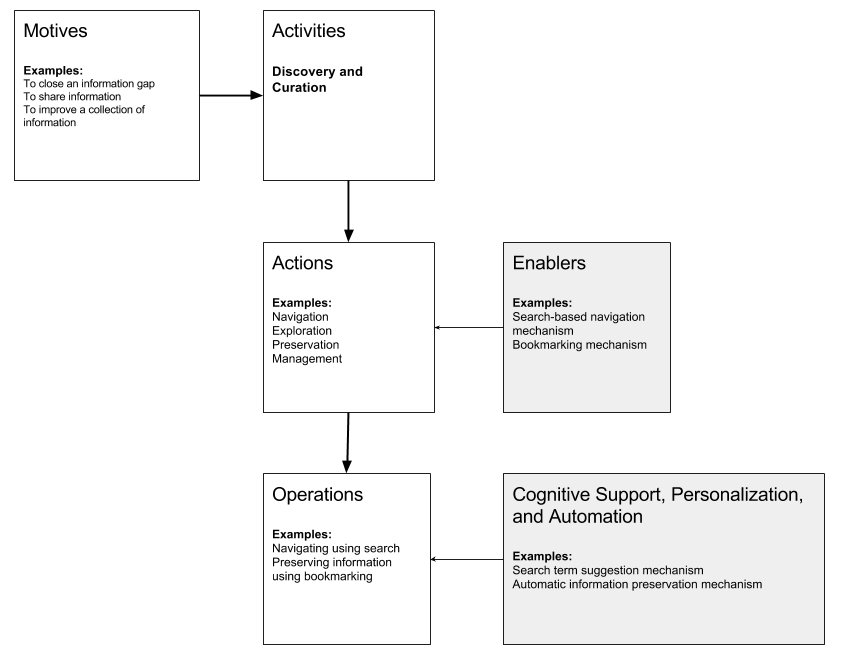 Motives
Examples:
To close an information gap
To share information
To improve a collection of
information
Activities
Discovery and
Curation
Actions
Examples:
Navigation
Exploration
Preservation
Management
Enablers
Examples:
Search-based navigation
mechanism
Bookmarking mechanism
Operations
Examples:
Navigating using search
Preserving information
using bookmarking
Cognitive Support, Personalization,
and Automation
Examples:
Search term suggestion mechanism
Automatic information preservation mechanism